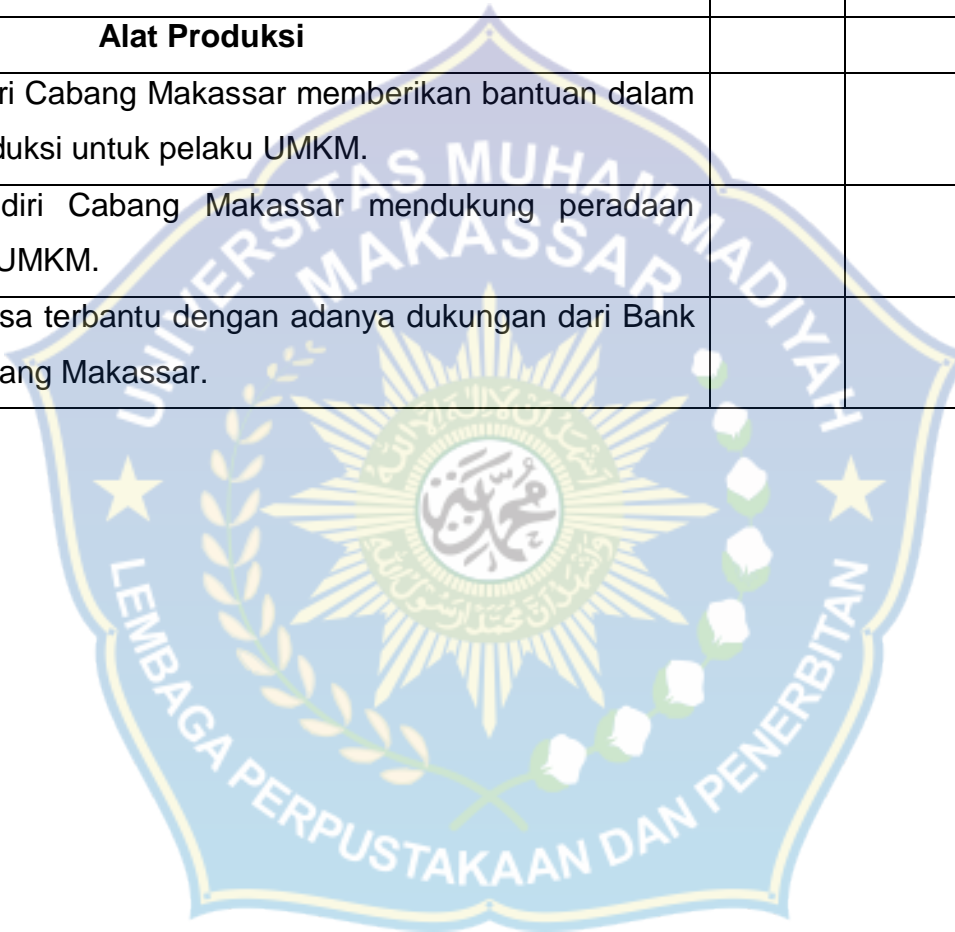 Alat Produksi
ri Cabang Makassar memberikan bantuan dalam
duksi untuk pelaku UMKM.
diri Cabang Makassar mendukung peradaan
UMKM.
sa terbantu dengan adanya dukungan dari Bank
ang Makassar.
UNIVERSITAS MUHAMMADIYAH
MAKASSAR
LEMBAGA PERPUSTAKAAN DAN PENERBITAN